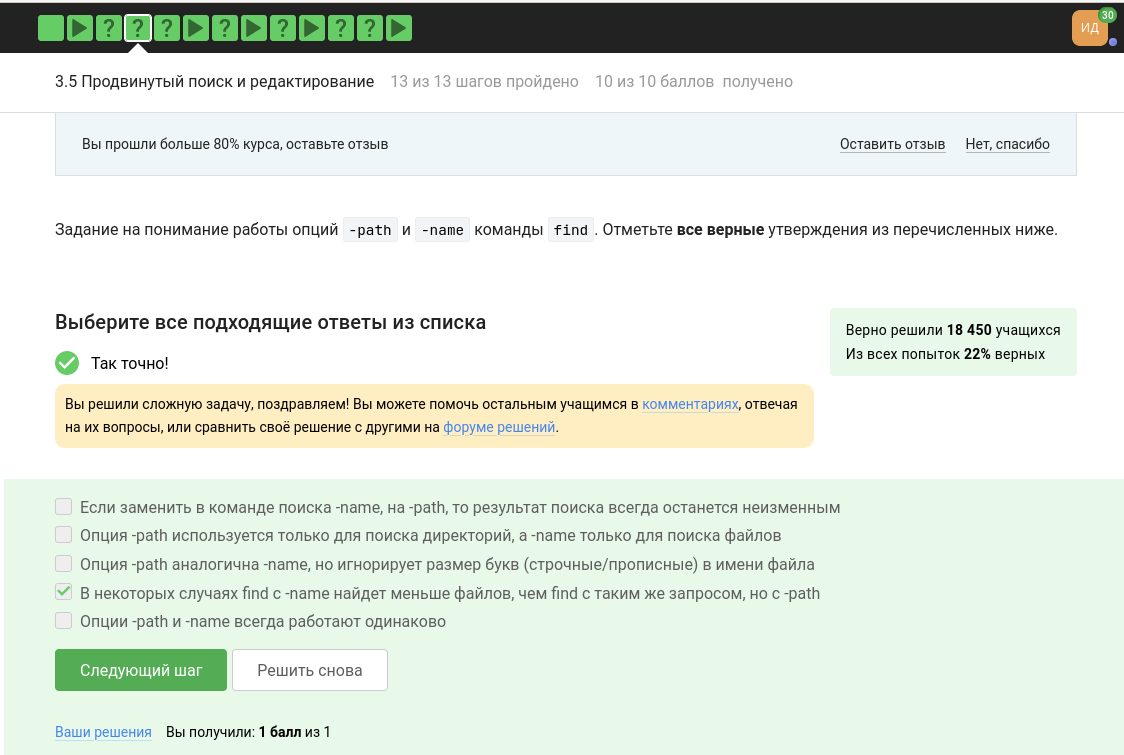 ? ? ? ? ? ? ?
ИД 30
3.5 Продвинутый поиск и редактирование 13 из 13 шагов пройдено 10 из 10 баллов получено
Вы прошли больше 80% курса, оставьте отзыв Оставить отзыв Нет, спасибо
Задание на понимание работы опций -path и -name команды find. Отметьте все верные утверждения из перечисленных ниже.
Выберите все подходящие ответы из списка
Верно решили 18 450 учащихся
Из всех попыток 22% верных
Так точно!
Вы решили сложную задачу, поздравляем! Вы можете помочь остальным учащимся в комментариях, отвечая
на их вопросы, или сравнить своё решение с другими на форуме решений.
Если заменить в команде поиска -name, на -path, то результат поиска всегда останется неизменным
Опция -path используется только для поиска директорий, а -name только для поиска файлов
Опция -path аналогична -name, но игнорирует размер букв (строчные/прописные) в имени файла
В некоторых случаях find с -name найдет меньше файлов, чем find с таким же запросом, но с -path
Опции -path и -name всегда работают одинаково
Следующий шаг Решить снова
Ваши решения Вы получили: 1 балл из 1